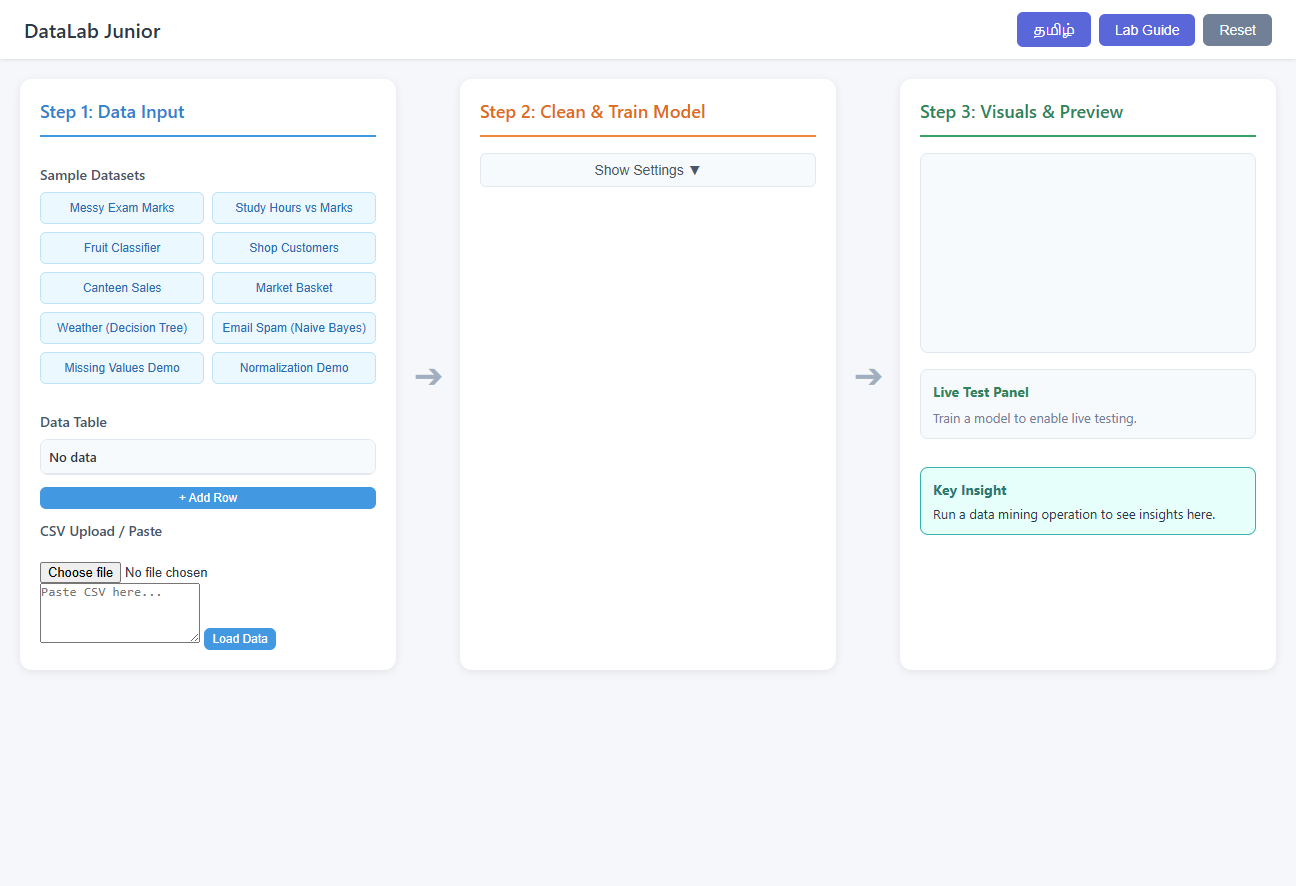 DataLab Junior
தமிழ்
Lab Guide
Reset
Step 1: Data Input
Sample Datasets
Messy Exam Marks
Study Hours vs Marks
Fruit Classifier
Shop Customers
Canteen Sales
Market Basket
Weather (Decision Tree)
Email Spam (Naive Bayes)
Missing Values Demo
Normalization Demo
Data Table
No data
+ Add Row
CSV Upload / Paste
Choose file No file chosen
Paste CSV here...
Load Data
Step 2: Clean & Train Model
Show Settings ▼
Step 3: Visuals & Preview
Live Test Panel
Train a model to enable live testing.
Key Insight
Run a data mining operation to see insights here.